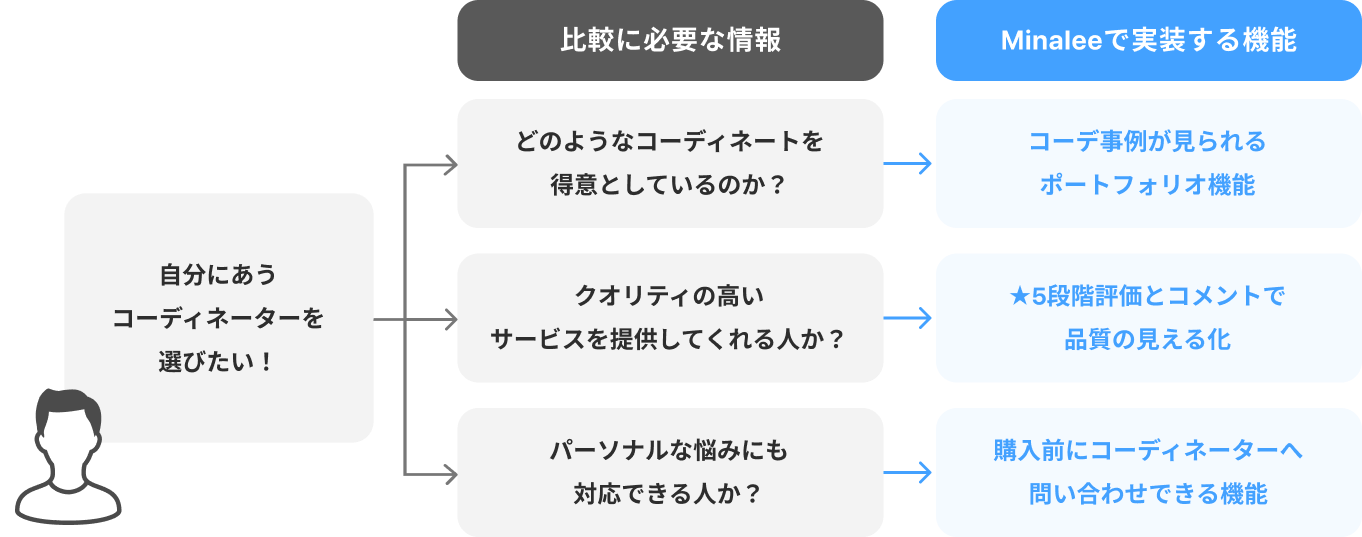 比較に必要な情報
Minaleeで実装する機能
自分にあう
コーディネーターを
選びたい！
どのようなコーディネートを
得意としているのか？
コーデ事例が見られる
ポートフォリオ機能
クオリティの高い
サービスを提供してくれる人か？
★5段階評価とコメントで
品質の見える化
パーソナルな悩みにも
対応できる人か？
購入前にコーディネーターへ
問い合わせできる機能